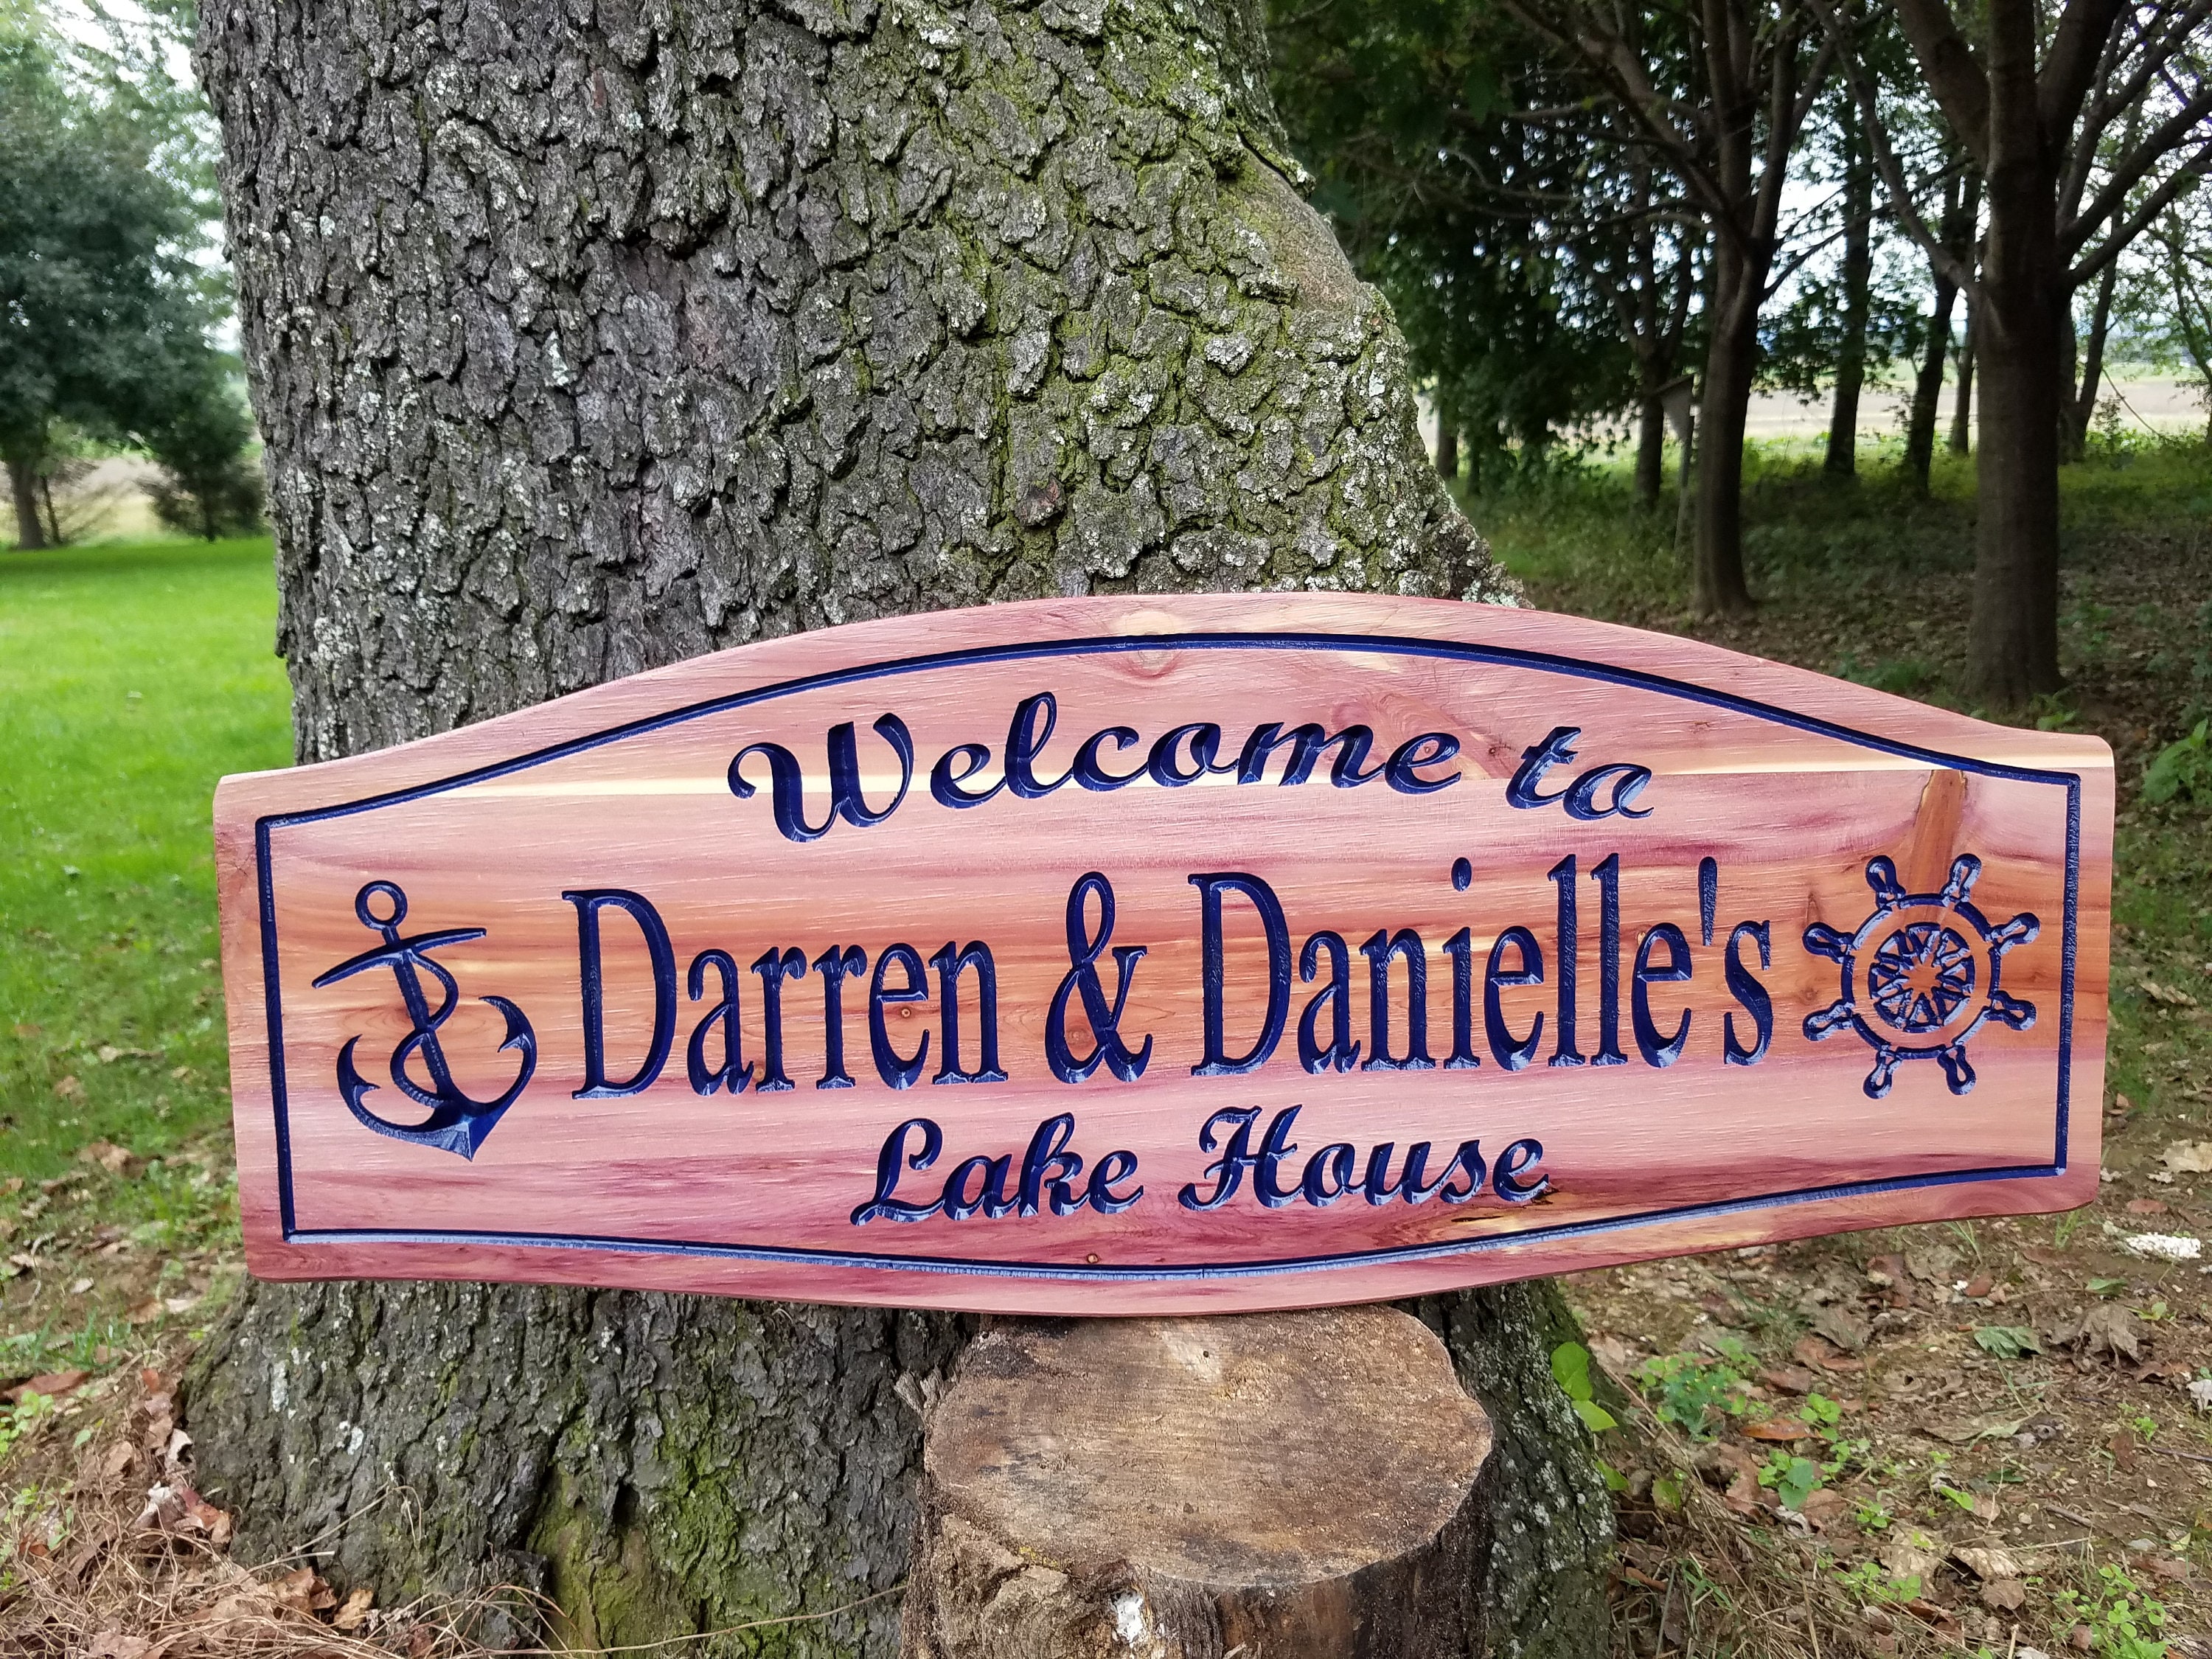 Welcome to
Darren & Danielle's
Lake House